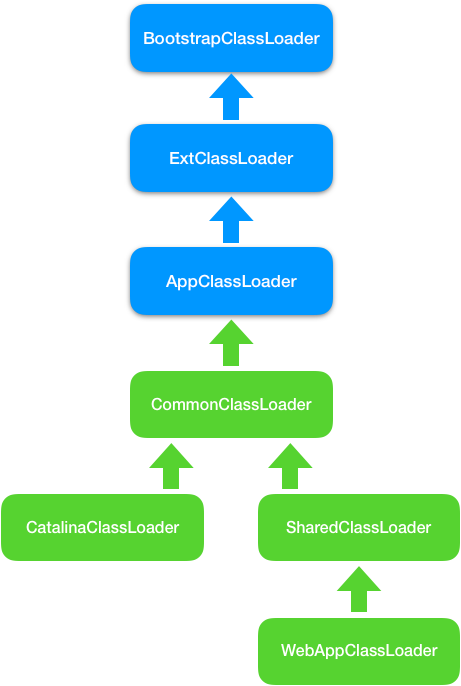 BootstrapClassLoader
ExtClassLoader
AppClassLoader
CommonClassLoader
CatalinaClassLoader
SharedClassLoader
WebAppClassLoader